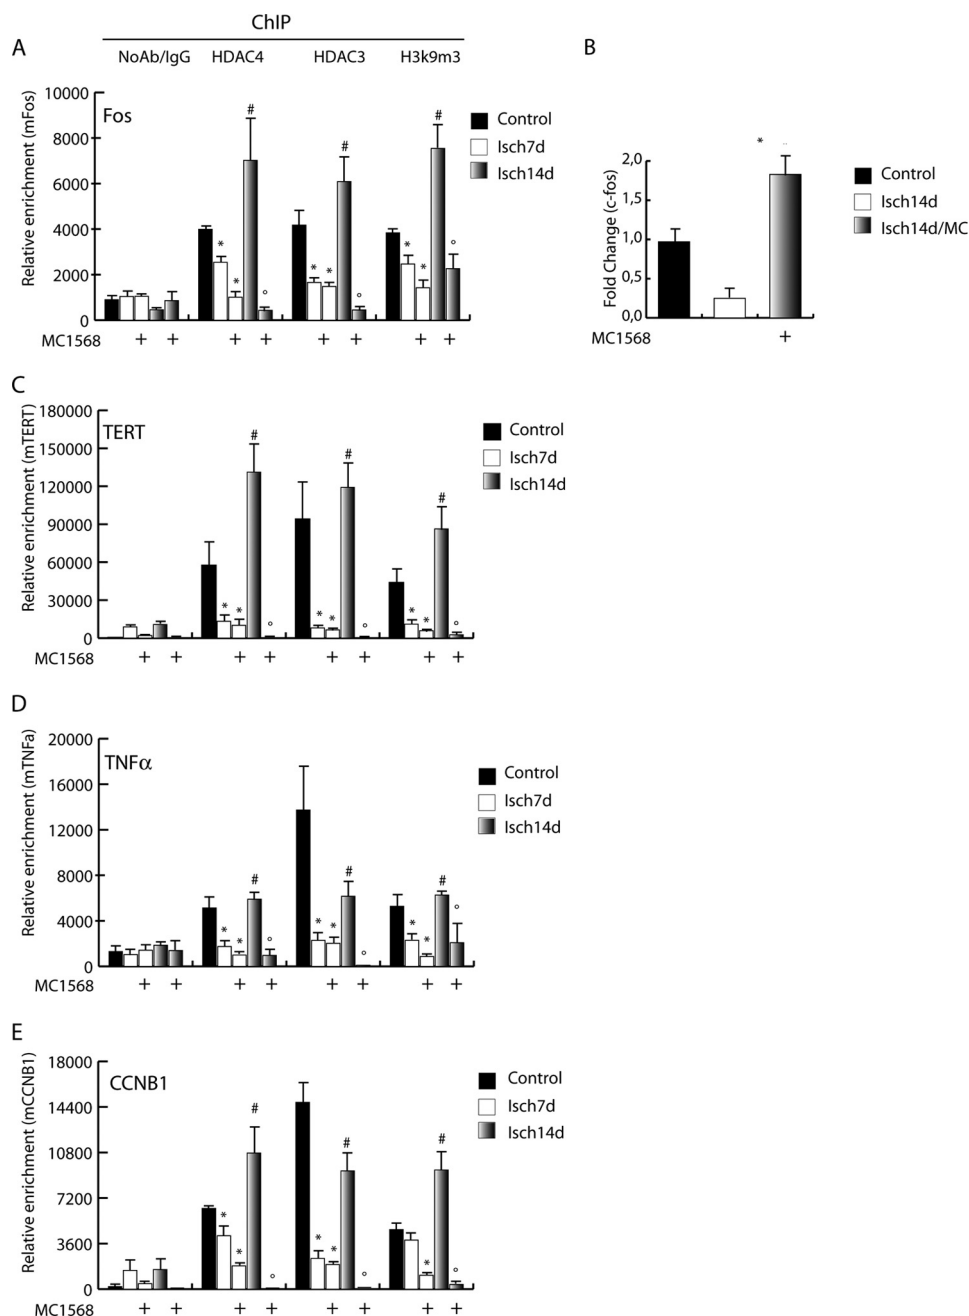 ChIP
A
NoAb/IgG HDAC4 HDAC3 H3k9m3
B
Relative enrichment (mFos)
Fos
10000
8000
6000
4000
2000
0
# # #
* * ° * * ° * * °
Control
Isch7d
Isch14d
MC1568 + + + + + + + +
Fold Change (c-fos)
2,0
1,5
1,0
0,5
0,0
*
Control
Isch14d
Isch14d/MC
MC1568 +
C
Relative enrichment (mTERT)
TERT
180000
150000
120000
90000
60000
30000
0
# # #
* * ° * * ° * * °
Control
Isch7d
Isch14d
MC1568 + + + + + + + +
D
Relative enrichment (mTNFa)
TNFα
20000
16000
12000
8000
4000
0
# # #
* * ° * * ° * * °
Control
Isch7d
Isch14d
MC1568 + + + + + + + +
E
Relative enrichment (mCCNB1)
CCNB1
18000
14400
10800
7200
3600
0
# # #
* * ° * * ° * °
Control
Isch7d
Isch14d
MC1568 + + + + + + + +